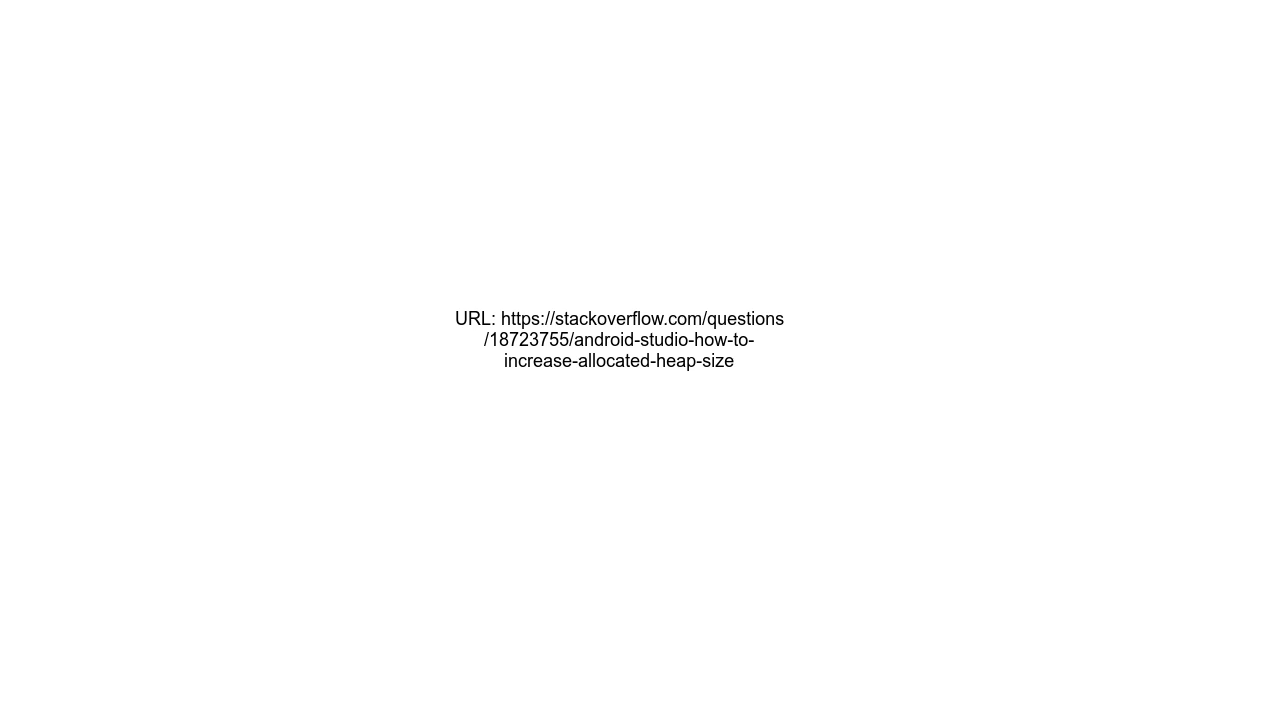 URL: https://stackoverflow.com/questions
/18723755/android-studio-how-to-
increase-allocated-heap-size